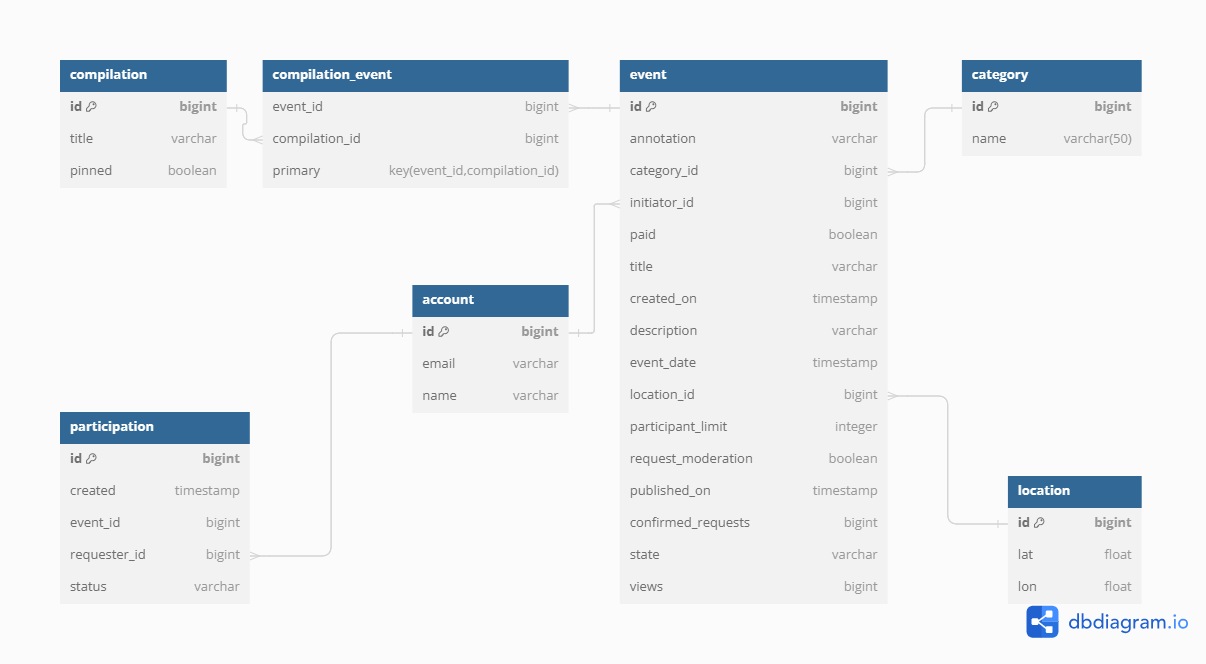 compilation
id bigint
title varchar
pinned boolean
compilation_event
event_id bigint
compilation_id bigint
primary key(event_id,compilation_id)
event
id bigint
annotation varchar
category_id bigint
initiator_id bigint
paid boolean
title varchar
created_on timestamp
description varchar
event_date timestamp
location_id bigint
participant_limit integer
request_moderation boolean
published_on timestamp
confirmed_requests bigint
state varchar
views bigint
category
id bigint
name varchar(50)
account
id bigint
email varchar
name varchar
participation
id bigint
created timestamp
event_id bigint
requester_id bigint
status varchar
location
id bigint
lat float
lon float
dbdiagram.io